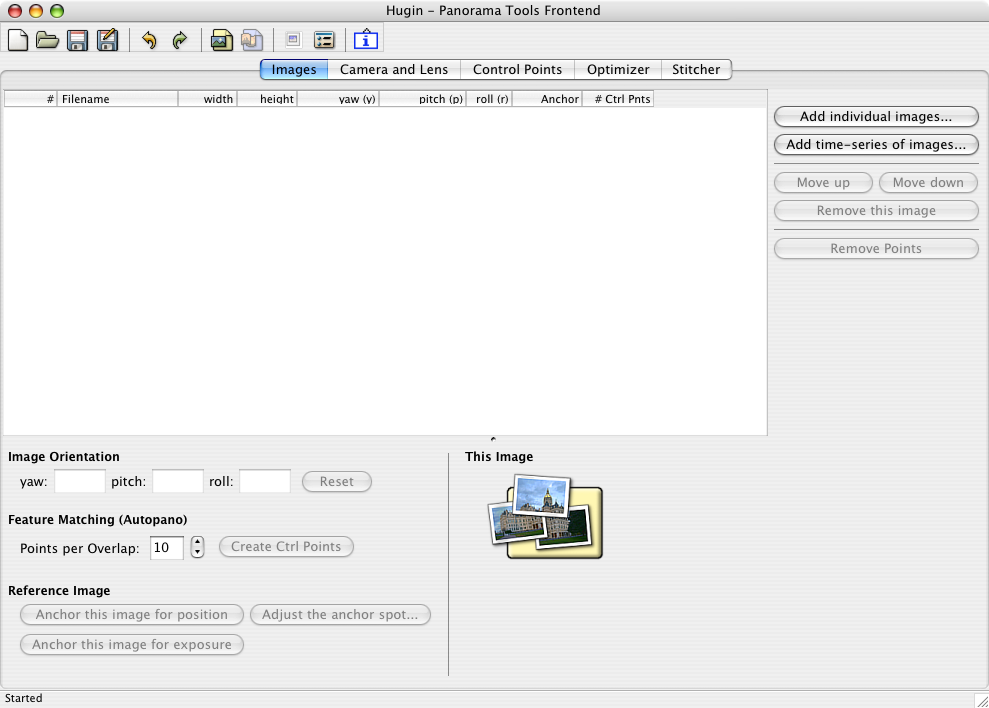 Hugin – Panorama Tools Frontend
Images Camera and Lens Control Points Optimizer Stitcher
# Filename width height yaw (y) pitch (p) roll (r) Anchor # Ctrl Pnts
Add individual images...
Add time-series of images...
Move up Move down
Remove this image
Remove Points
Image Orientation
yaw: pitch: roll: Reset
Feature Matching (Autopano)
Points per Overlap: 10 Create Ctrl Points
Reference Image
Anchor this image for position Adjust the anchor spot...
Anchor this image for exposure
This Image
Started